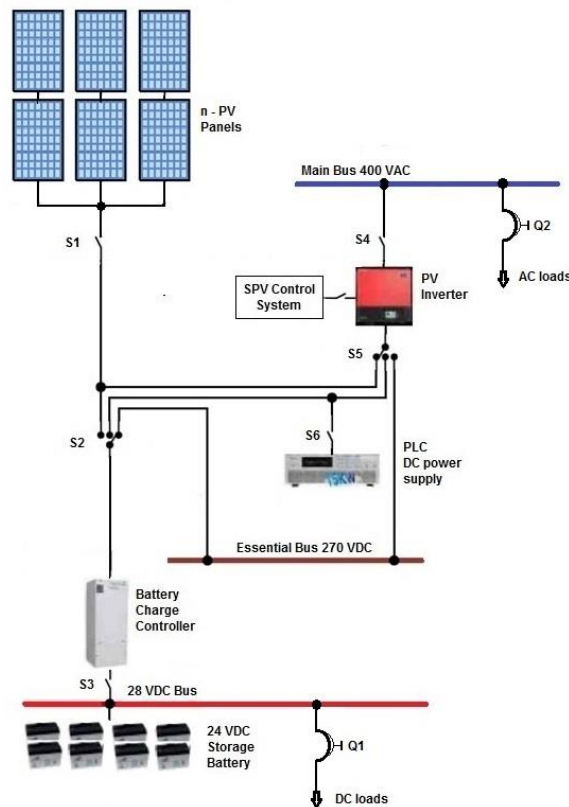 n - PV
Panels
Main Bus 400 VAC
S1
S4
Q2
SPV Control
System
PV
Inverter
AC loads
S5
S2
S6
PLC
DC power
supply
Essential Bus 270 VDC
Battery
Charge
Controller
S3
28 VDC Bus
24 VDC
Storage
Battery
Q1
DC loads